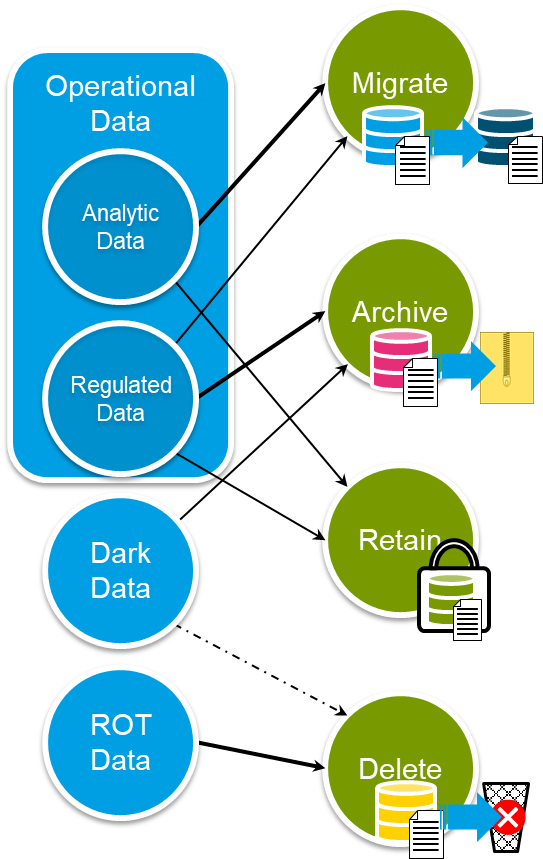 Operational
Data
Analytic
Data
Regulated
Data
Dark
Data
ROT
Data
Migrate
Archive
Retain
Delete